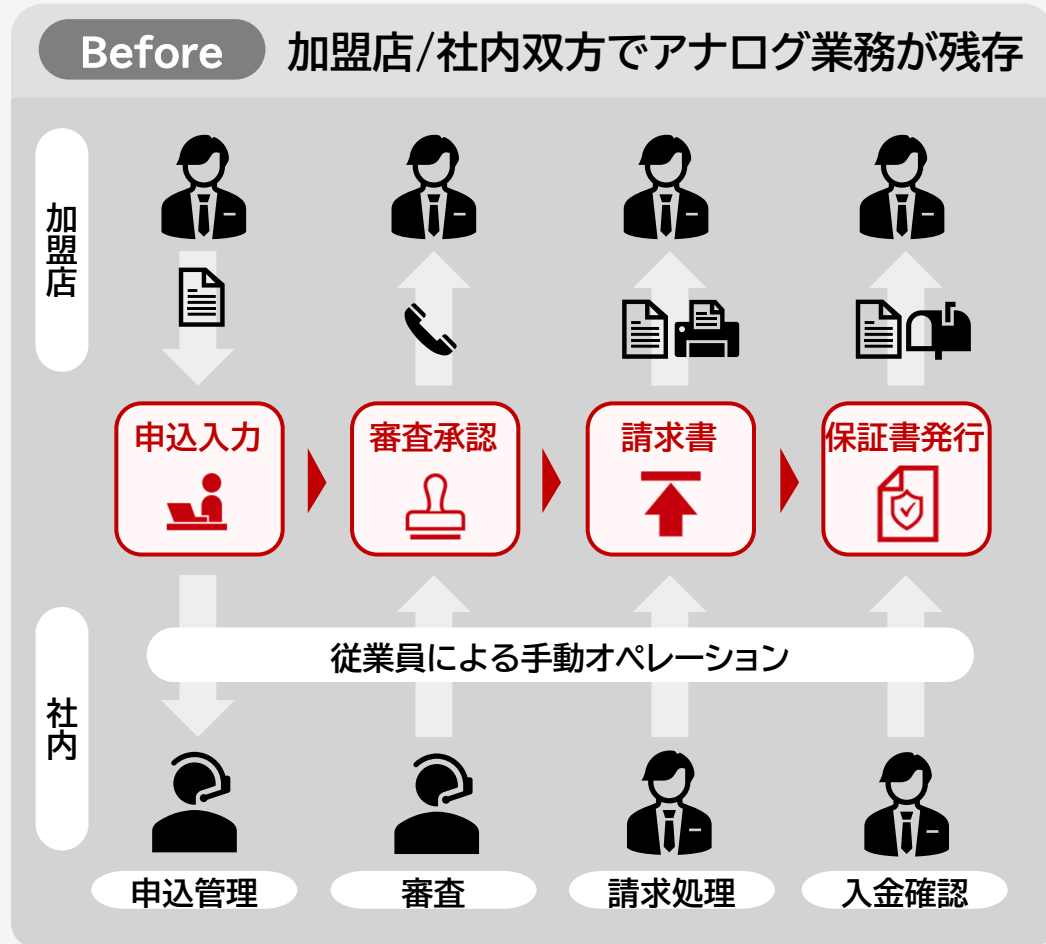 Before
加盟店/社内双方でアナログ業務が残存
加盟店
申込入力
審査承認
請求書
保証書発行
従業員による手動オペレーション
社内
申込管理
審査
請求処理
入金確認